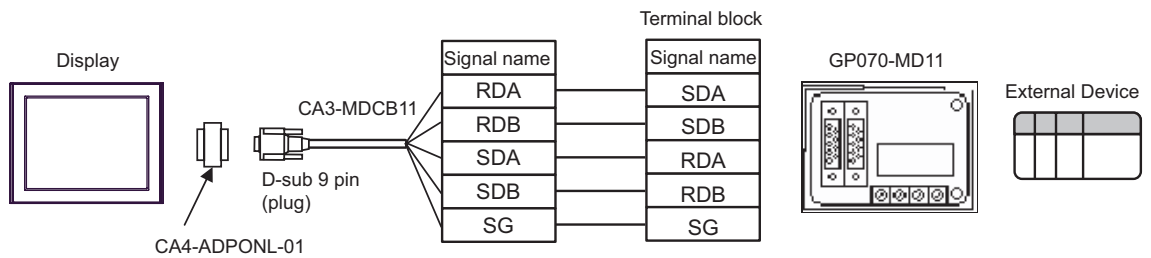 Terminal block
Display
Signal name
Signal name
GP070-MD11
External Device
CA3-MDCB11
RDA
SDA
RDB
SDB
SDA
RDA
SDB
RDB
SG
SG
D-sub 9 pin
(plug)
CA4-ADPONL-01